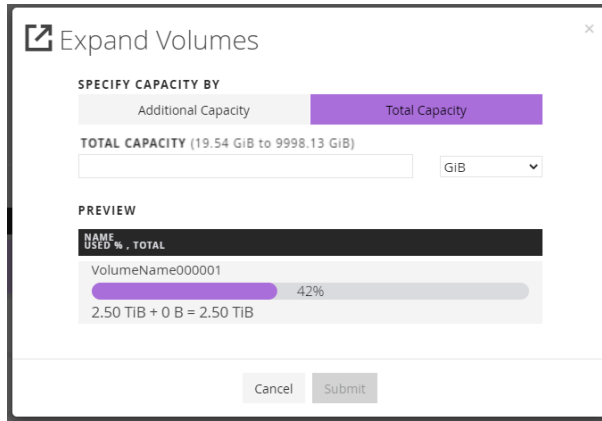 Expand Volumes
×
SPECIFY CAPACITY BY
Additional Capacity Total Capacity
TOTAL CAPACITY (19.54 GiB to 9998.13 GiB)
GiB
PREVIEW
NAME
USED % , TOTAL
VolumeName000001
42%
2.50 TiB + 0 B = 2.50 TiB
Cancel Submit